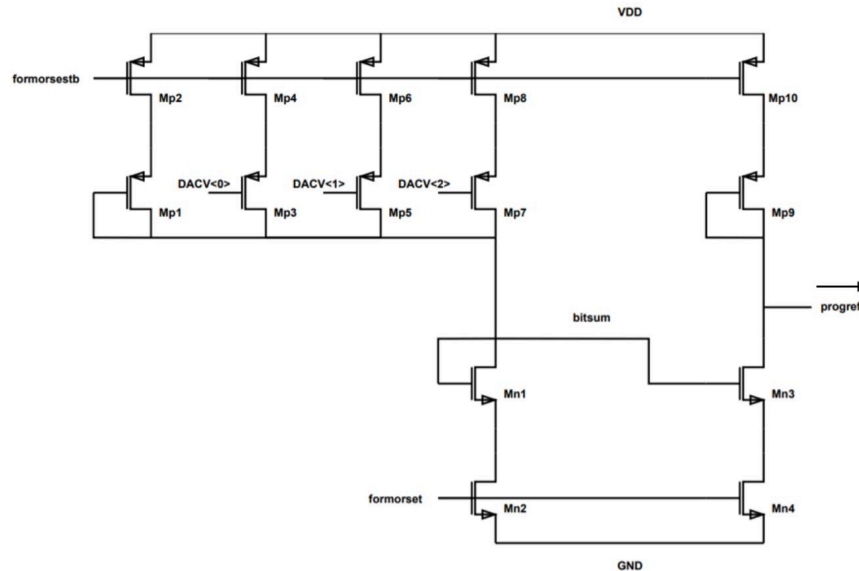 VDD
formorsestb
Mp2
Mp4
Mp6
Mp8
Mp10
DACV<0>
DACV<1>
DACV<2>
Mp1
Mp3
Mp5
Mp7
Mp9
bitsum
progref
Mn1
Mn3
formorset
Mn2
Mn4
GND